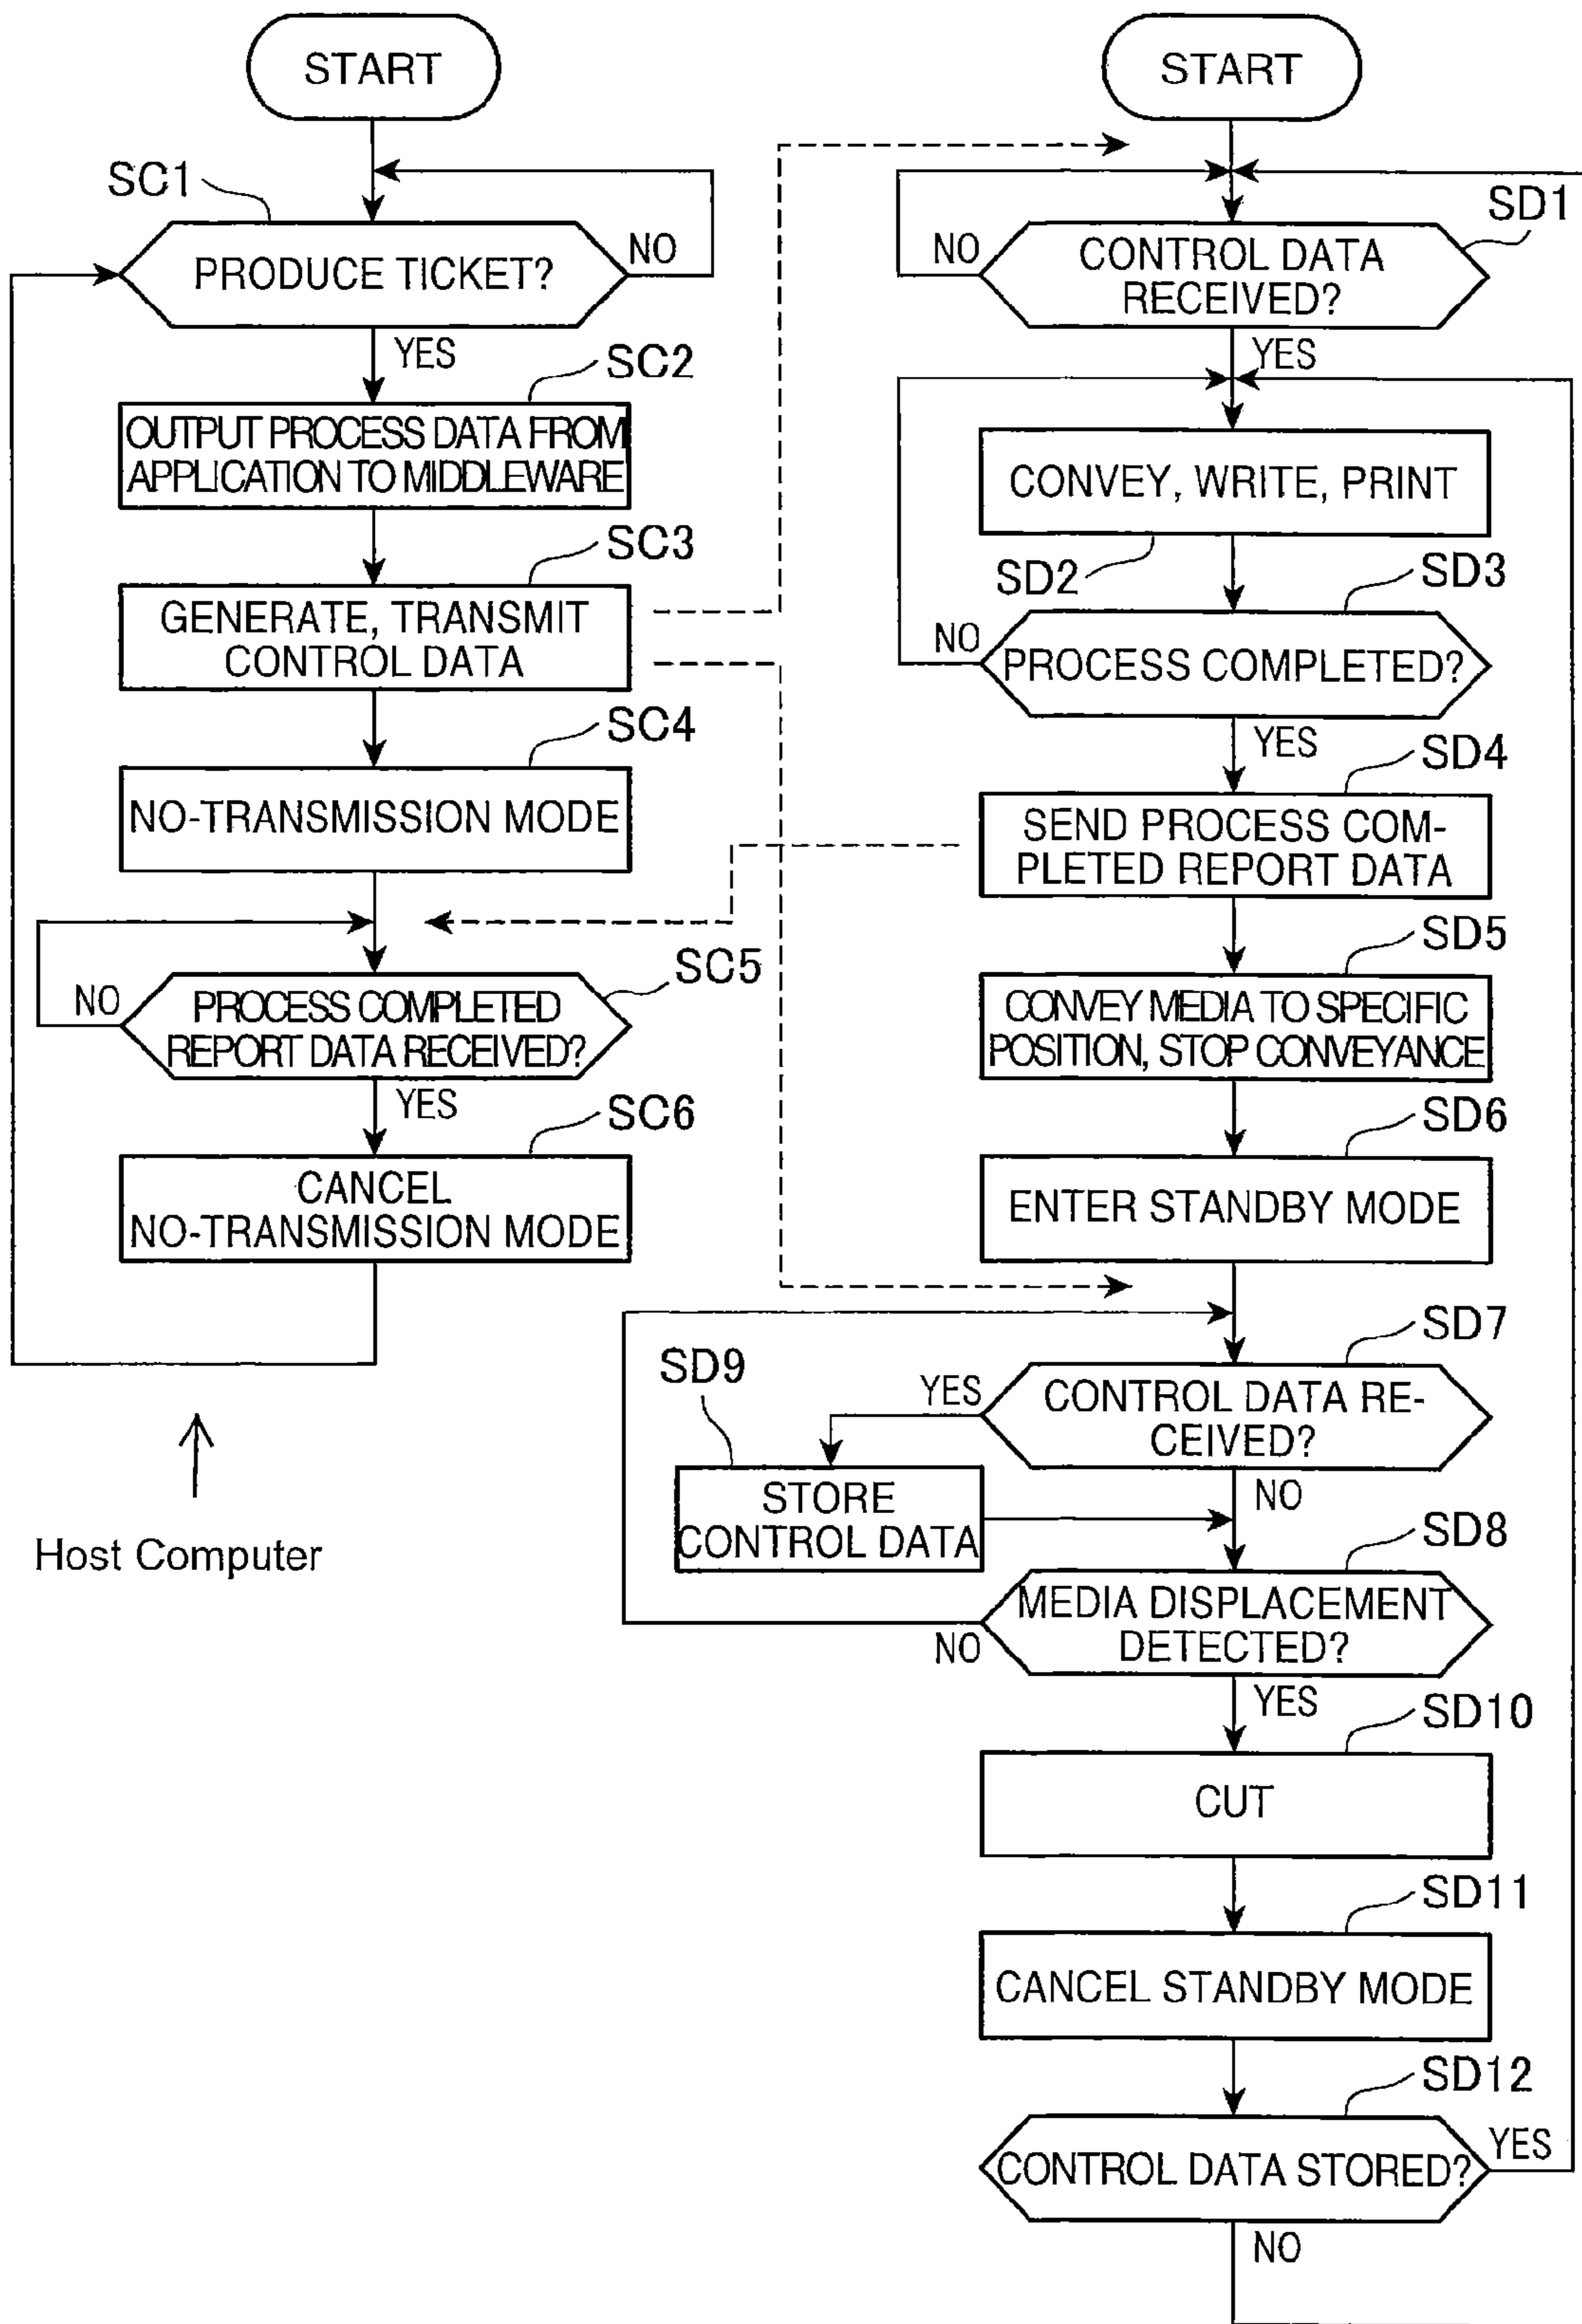 START
SC1
NO
PRODUCE TICKET?
YES
SC2
OUTPUT PROCESS DATA FROM
APPLICATION TO MIDDLEWARE
SC3
GENERATE, TRANSMIT
CONTROL DATA
SC4
NO-TRANSMISSION MODE
SC5
NO
PROCESS COMPLETED
REPORT DATA RECEIVED?
YES
SC6
CANCEL
NO-TRANSMISSION MODE
Host Computer
START
SD1
NO
CONTROL DATA
RECEIVED?
YES
CONVEY, WRITE, PRINT
SD2
SD3
NO
PROCESS COMPLETED?
YES
SD4
SEND PROCESS COM-
PLETED REPORT DATA
SD5
CONVEY MEDIA TO SPECIFIC
POSITION, STOP CONVEYANCE
SD6
ENTER STANDBY MODE
SD7
SD9
YES
CONTROL DATA RE-
CEIVED?
NO
STORE
CONTROL DATA
SD8
MEDIA DISPLACEMENT
DETECTED?
NO
YES
SD10
CUT
SD11
CANCEL STANDBY MODE
SD12
CONTROL DATA STORED?
YES
NO